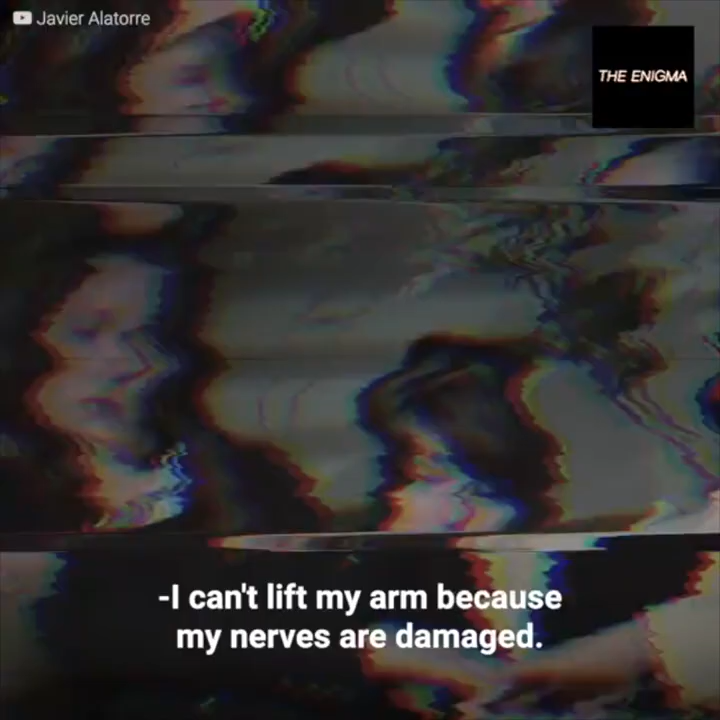 Javier Alatorre
THE ENIGMA
-I can't lift my arm because
my nerves are damaged.